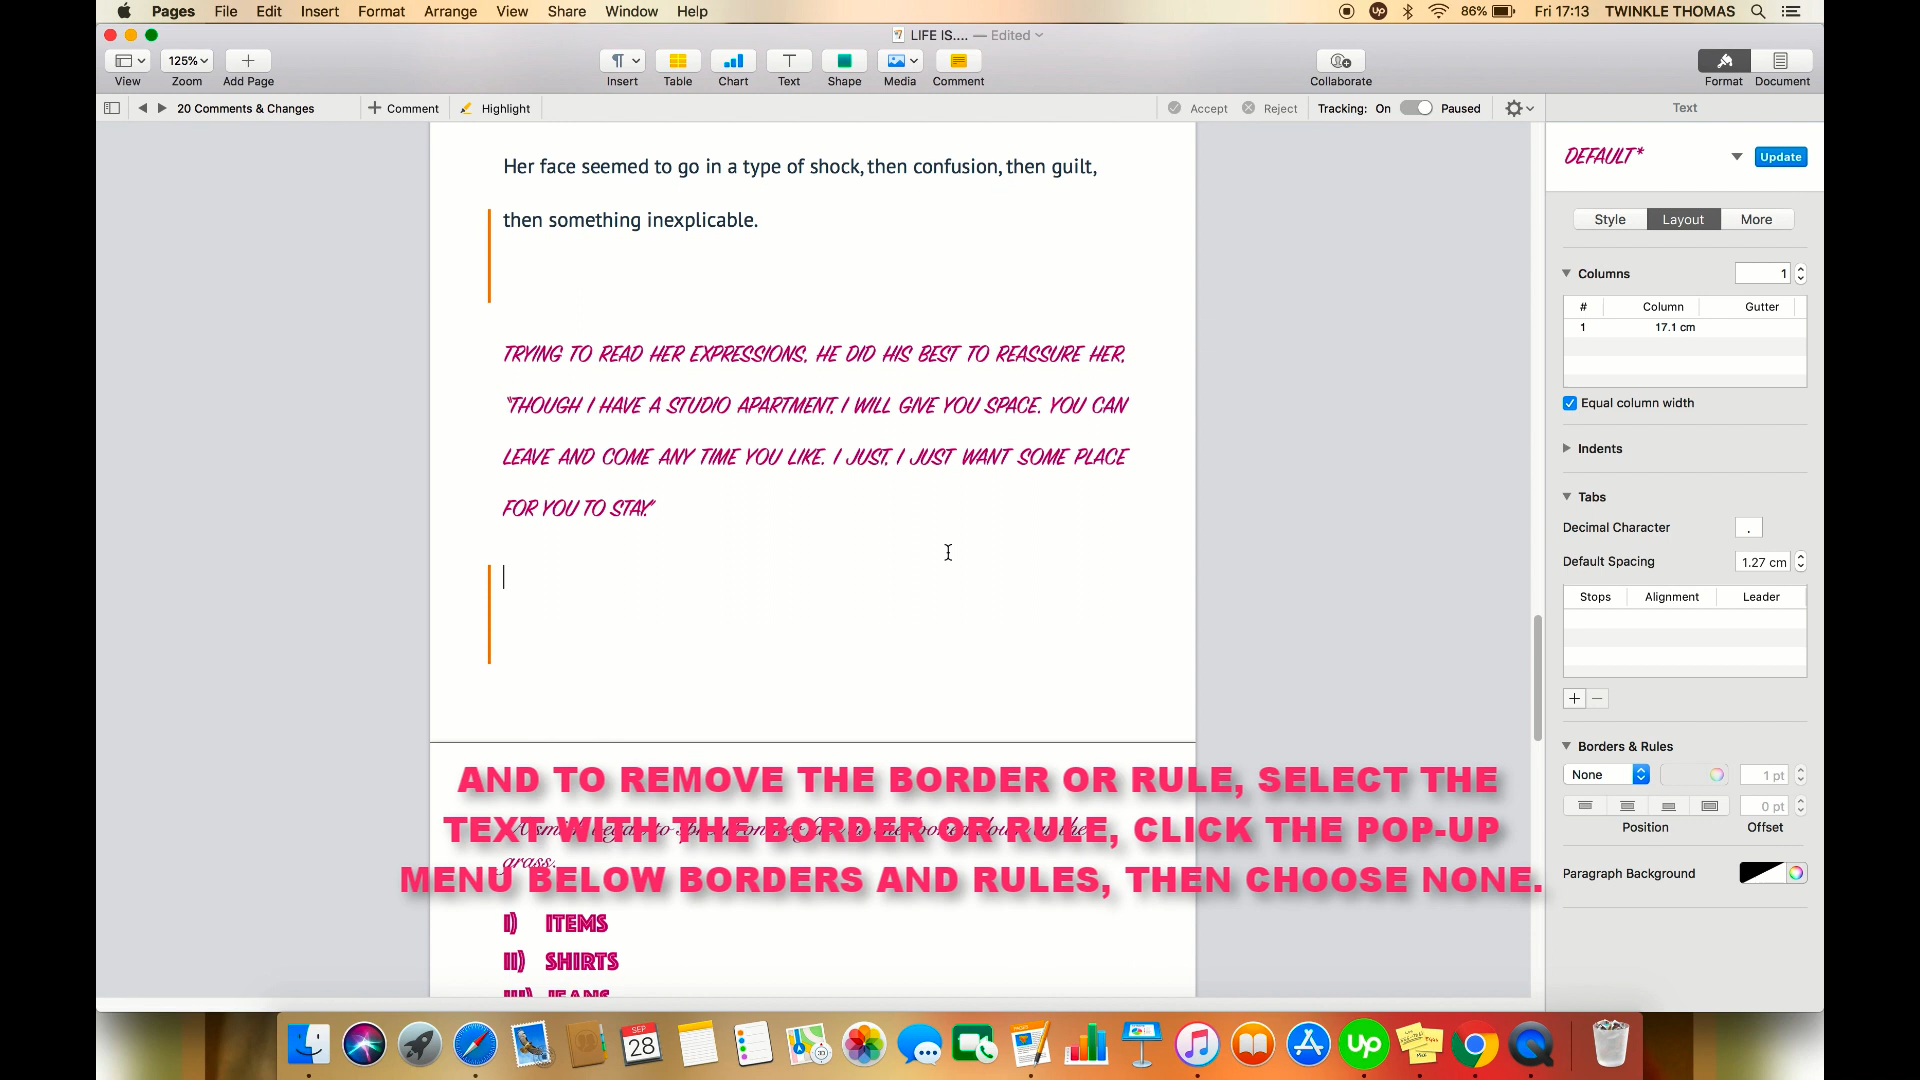 Pages File Edit Insert Format Arrange View Share Window Help
86% Fri 17:13 TWINKLE THOMAS
LIFE IS.... — Edited
125%
View Zoom Add Page Insert Table Chart Text Shape Media Comment Collaborate Format Document
20 Comments & Changes Comment Highlight Accept Reject Tracking: On Paused Text
Her face seemed to go in a type of shock, then confusion, then guilt,
then something inexplicable.
TRYING TO READ HER EXPRESSIONS, HE DID HIS BEST TO REASSURE HER,
"THOUGH I HAVE A STUDIO APARTMENT, I WILL GIVE YOU SPACE. YOU CAN
LEAVE AND COME ANY TIME YOU LIKE. I JUST, I JUST WANT SOME PLACE
FOR YOU TO STAY."
AND TO REMOVE THE BORDER OR RULE, SELECT THE
TEXT WITH THE BORDER OR RULE, CLICK THE POP-UP
MENU BELOW BORDERS AND RULES, THEN CHOOSE NONE.
grass.
I) ITEMS
II) SHIRTS
III) JEANS
DEFAULT*
Update
Style Layout More
Columns 1
# Column Gutter
1 17.1 cm
Equal column width
Indents
Tabs
Decimal Character .
Default Spacing 1.27 cm
Stops Alignment Leader
Borders & Rules
None 1 pt
0 pt
Position Offset
Paragraph Background
SEP
28
3D
up